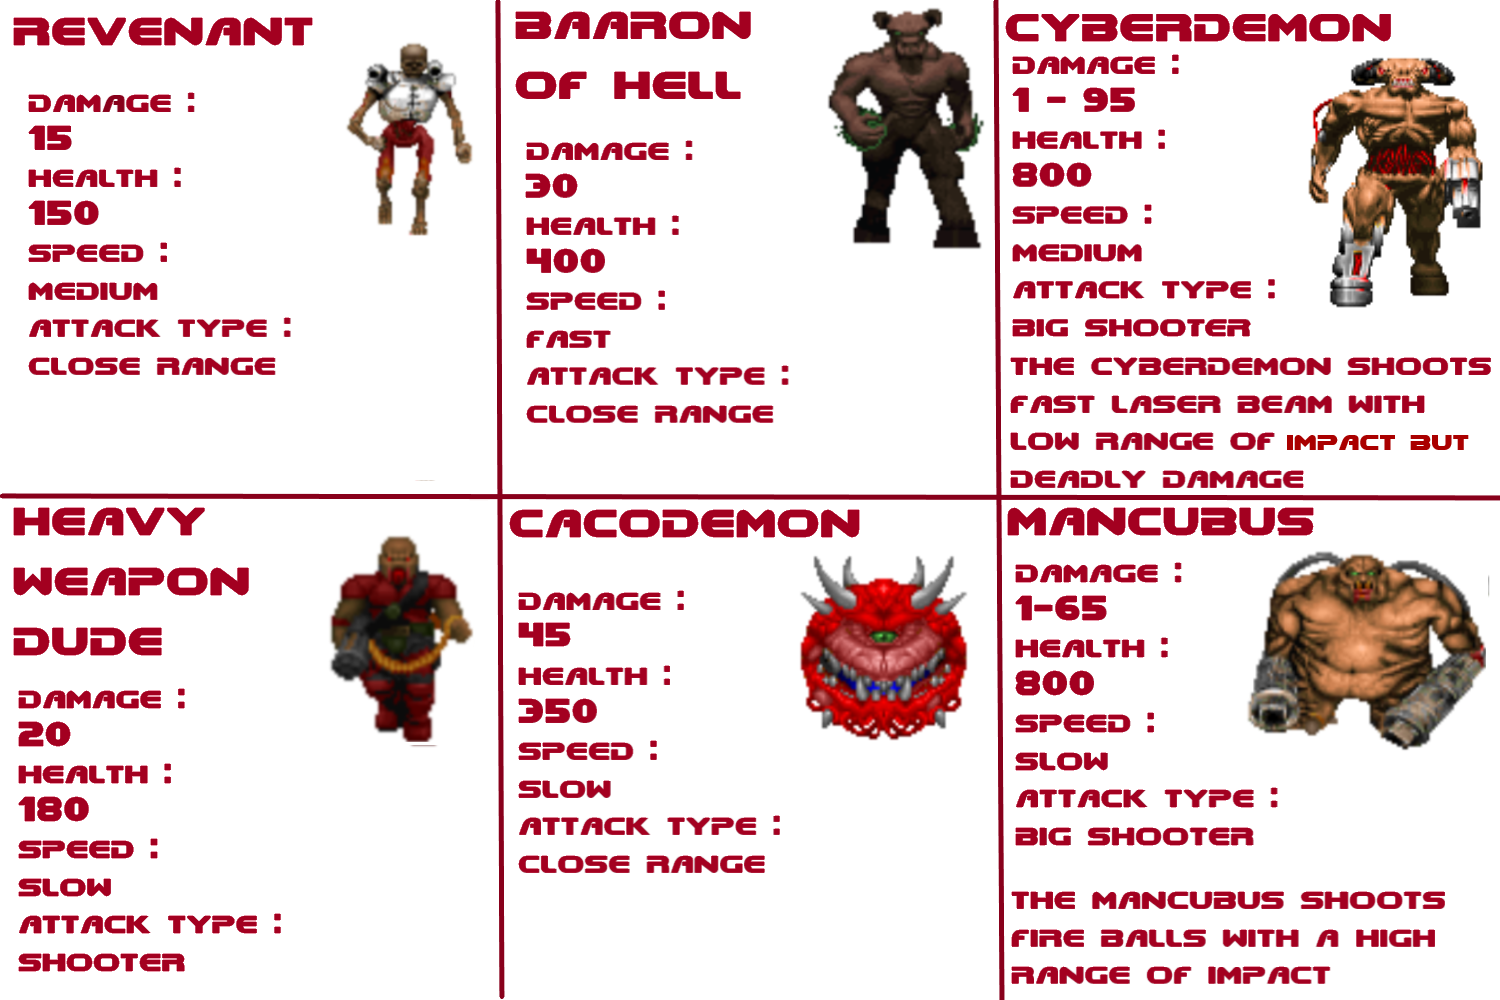 REVENANT
DAMAGE :
15
HEALTH :
150
SPEED :
MEDIUM
ATTACK TYPE :
CLOSE RANGE
BAARON
OF HELL
DAMAGE :
30
HEALTH :
400
SPEED :
FAST
ATTACK TYPE :
CLOSE RANGE
CYBERDEMON
DAMAGE :
1 - 95
HEALTH :
800
SPEED :
MEDIUM
ATTACK TYPE :
BIG SHOOTER
THE CYBERDEMON SHOOTS
FAST LASER BEAM WITH
LOW RANGE OF IMPACT BUT
DEADLY DAMAGE
HEAVY
WEAPON
DUDE
DAMAGE :
20
HEALTH :
180
SPEED :
SLOW
ATTACK TYPE :
SHOOTER
CACODEMON
DAMAGE :
45
HEALTH :
350
SPEED :
SLOW
ATTACK TYPE :
CLOSE RANGE
MANCUBUS
DAMAGE :
1-65
HEALTH :
800
SPEED :
SLOW
ATTACK TYPE :
BIG SHOOTER
THE MANCUBUS SHOOTS
FIRE BALLS WITH A HIGH
RANGE OF IMPACT